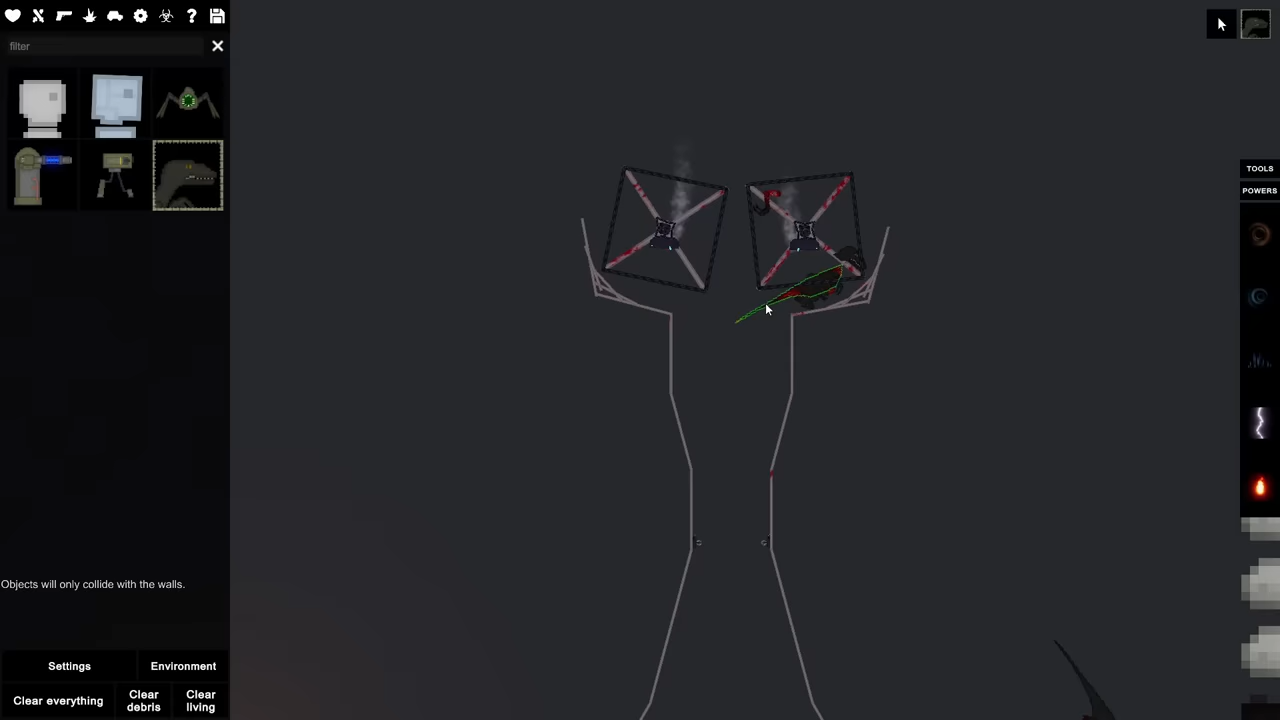 filter
TOOLS
POWERS
Objects will only collide with the walls.
Settings
Environment
Clear everything
Clear
debris
Clear
living